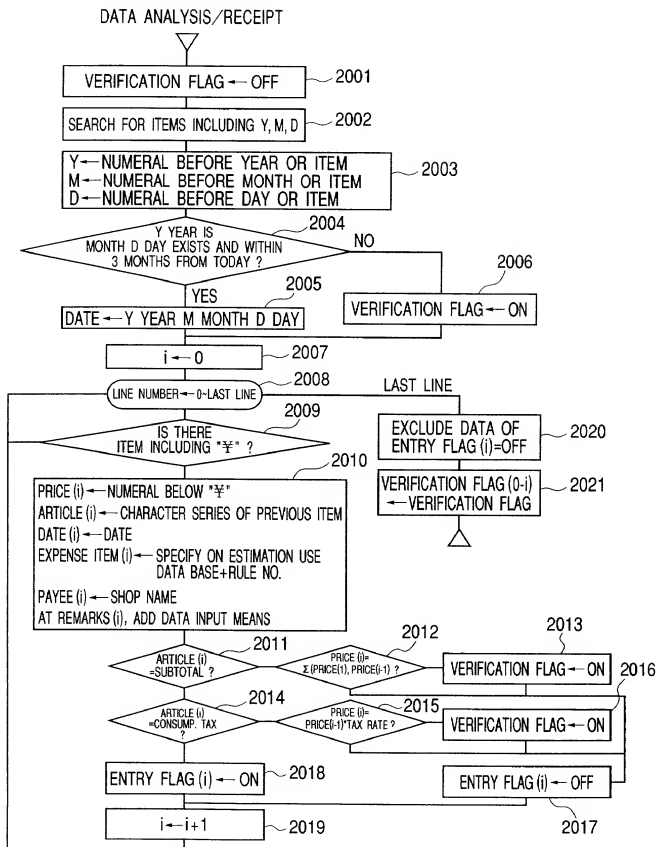 DATA ANALYSIS/RECEIPT
VERIFICATION FLAG←OFF
2001
SEARCH FOR ITEMS INCLUDING Y, M, D
2002
Y←NUMERAL BEFORE YEAR OR ITEM
M←NUMERAL BEFORE MONTH OR ITEM
D←NUMERAL BEFORE DAY OR ITEM
2003
2004
Y YEAR IS
MONTH D DAY EXISTS AND WITHIN
3 MONTHS FROM TODAY ?
NO
YES
2005
DATE←Y YEAR M MONTH D DAY
2006
VERIFICATION FLAG←ON
i←0
2007
LINE NUMBER←0~LAST LINE
2008
LAST LINE
2009
IS THERE
ITEM INCLUDING "¥" ?
EXCLUDE DATA OF
ENTRY FLAG(i)=OFF
2020
VERIFICATION FLAG(0-i)
←VERIFICATION FLAG
2021
2010
PRICE(i)←NUMERAL BELOW "¥"
ARTICLE(i)←CHARACTER SERIES OF PREVIOUS ITEM
DATE(i)←DATE
EXPENSE ITEM(i)←SPECIFY ON ESTIMATION USE
DATA BASE+RULE NO.
PAYEE(i)←SHOP NAME
AT REMARKS(i), ADD DATA INPUT MEANS
2011
ARTICLE(i)
=SUBTOTAL ?
2012
PRICE(i)=
Σ(PRICE(1), PRICE(i-1) ?
2013
VERIFICATION FLAG←ON
2014
ARTICLE(i)
=CONSUMP. TAX
?
2015
PRICE(i)=
PRICE(i-1)*TAX RATE ?
2016
VERIFICATION FLAG←ON
ENTRY FLAG(i)←ON
2018
ENTRY FLAG(i)←OFF
2017
i←i+1
2019